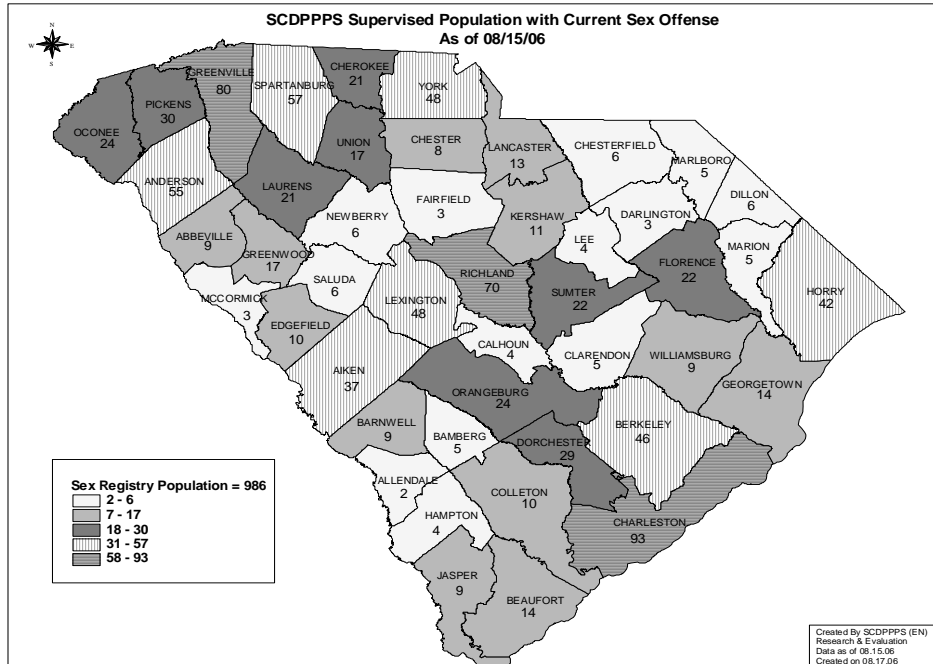 SCDPPPS Supervised Population with Current Sex Offense
As of 08/15/06
N
W E
S
OCONEE
24
PICKENS
30
GREENVILLE
80
SPARTANBURG
57
CHEROKEE
21
YORK
48
UNION
17
CHESTER
8
LANCASTER
13
CHESTERFIELD
6
MARLBORO
5
DILLON
6
ANDERSON
55
LAURENS
21
NEWBERRY
6
FAIRFIELD
3
KERSHAW
11
LEE
4
DARLINGTON
3
FLORENCE
22
MARION
5
HORRY
42
ABBEVILLE
9
GREENWOOD
17
SALUDA
6
MCCORMICK
3
EDGEFIELD
10
LEXINGTON
48
RICHLAND
70
SUMTER
22
CALHOUN
4
CLARENDON
5
WILLIAMSBURG
9
GEORGETOWN
14
AIKEN
37
ORANGEBURG
24
BARNWELL
9
BAMBERG
5
DORCHESTER
29
BERKELEY
46
ALLENDALE
2
COLLETON
10
HAMPTON
4
CHARLESTON
93
JASPER
9
BEAUFORT
14
Sex Registry Population = 986
2 - 6
7 - 17
18 - 30
31 - 57
58 - 93
Created By SCDPPPS (EN)
Research & Evaluation
Data as of 08.15.06
Created on 08.17.06